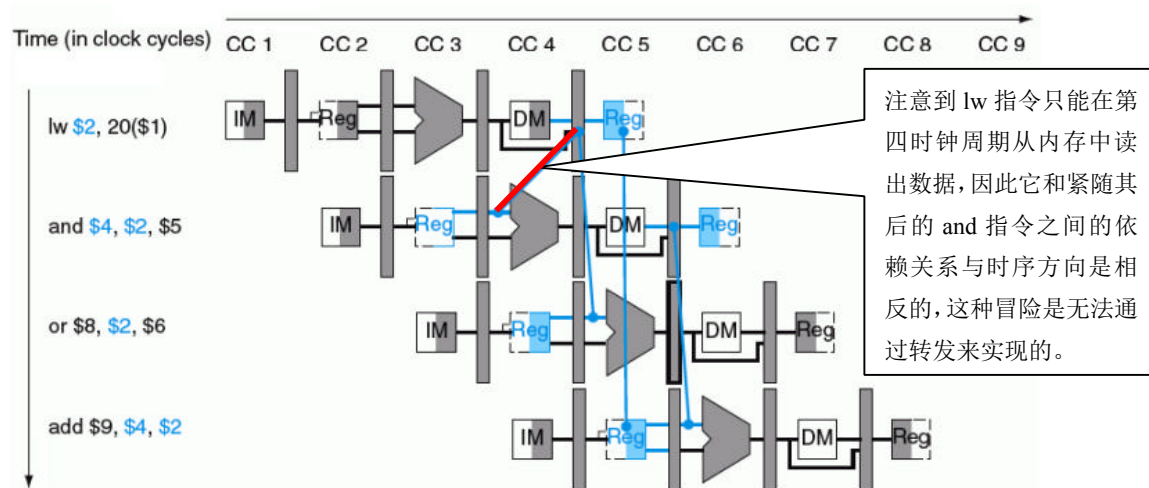 Time (in clock cycles) CC 1 CC 2 CC 3 CC 4 CC 5 CC 6 CC 7 CC 8 CC 9
lw $2, 20($1)
IM Reg DM Reg
and $4, $2, $5
IM Reg DM Reg
or $8, $2, $6
IM Reg DM Reg
add $9, $4, $2
IM Reg DM Reg
注意到 lw 指令只能在第
四时钟周期从内存中读
出数据，因此它和紧随其
后的 and 指令之间的依
赖关系与时序方向是相
反的，这种冒险是无法通
过转发来实现的。